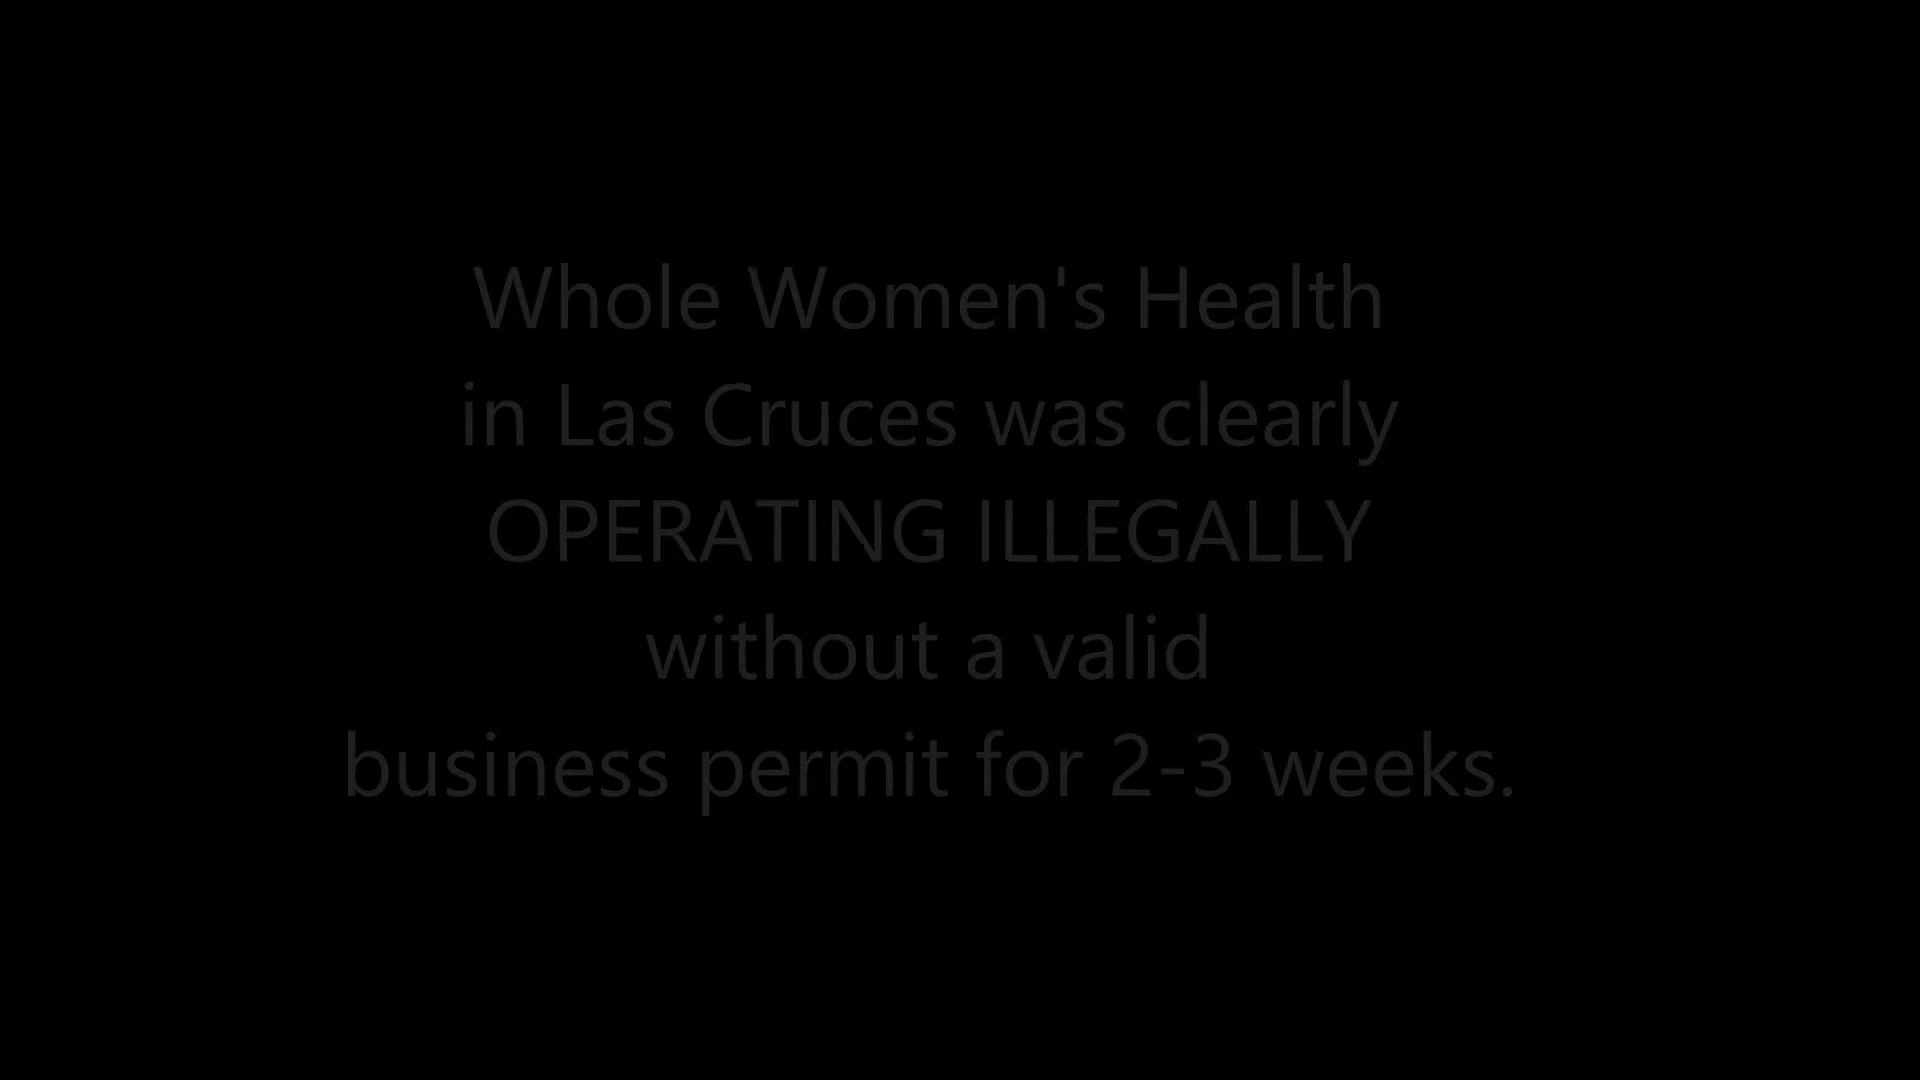 Whole Women's Health
in Las Cruces was clearly
OPERATING ILLEGALLY
without a valid
business permit for 2-3 weeks.